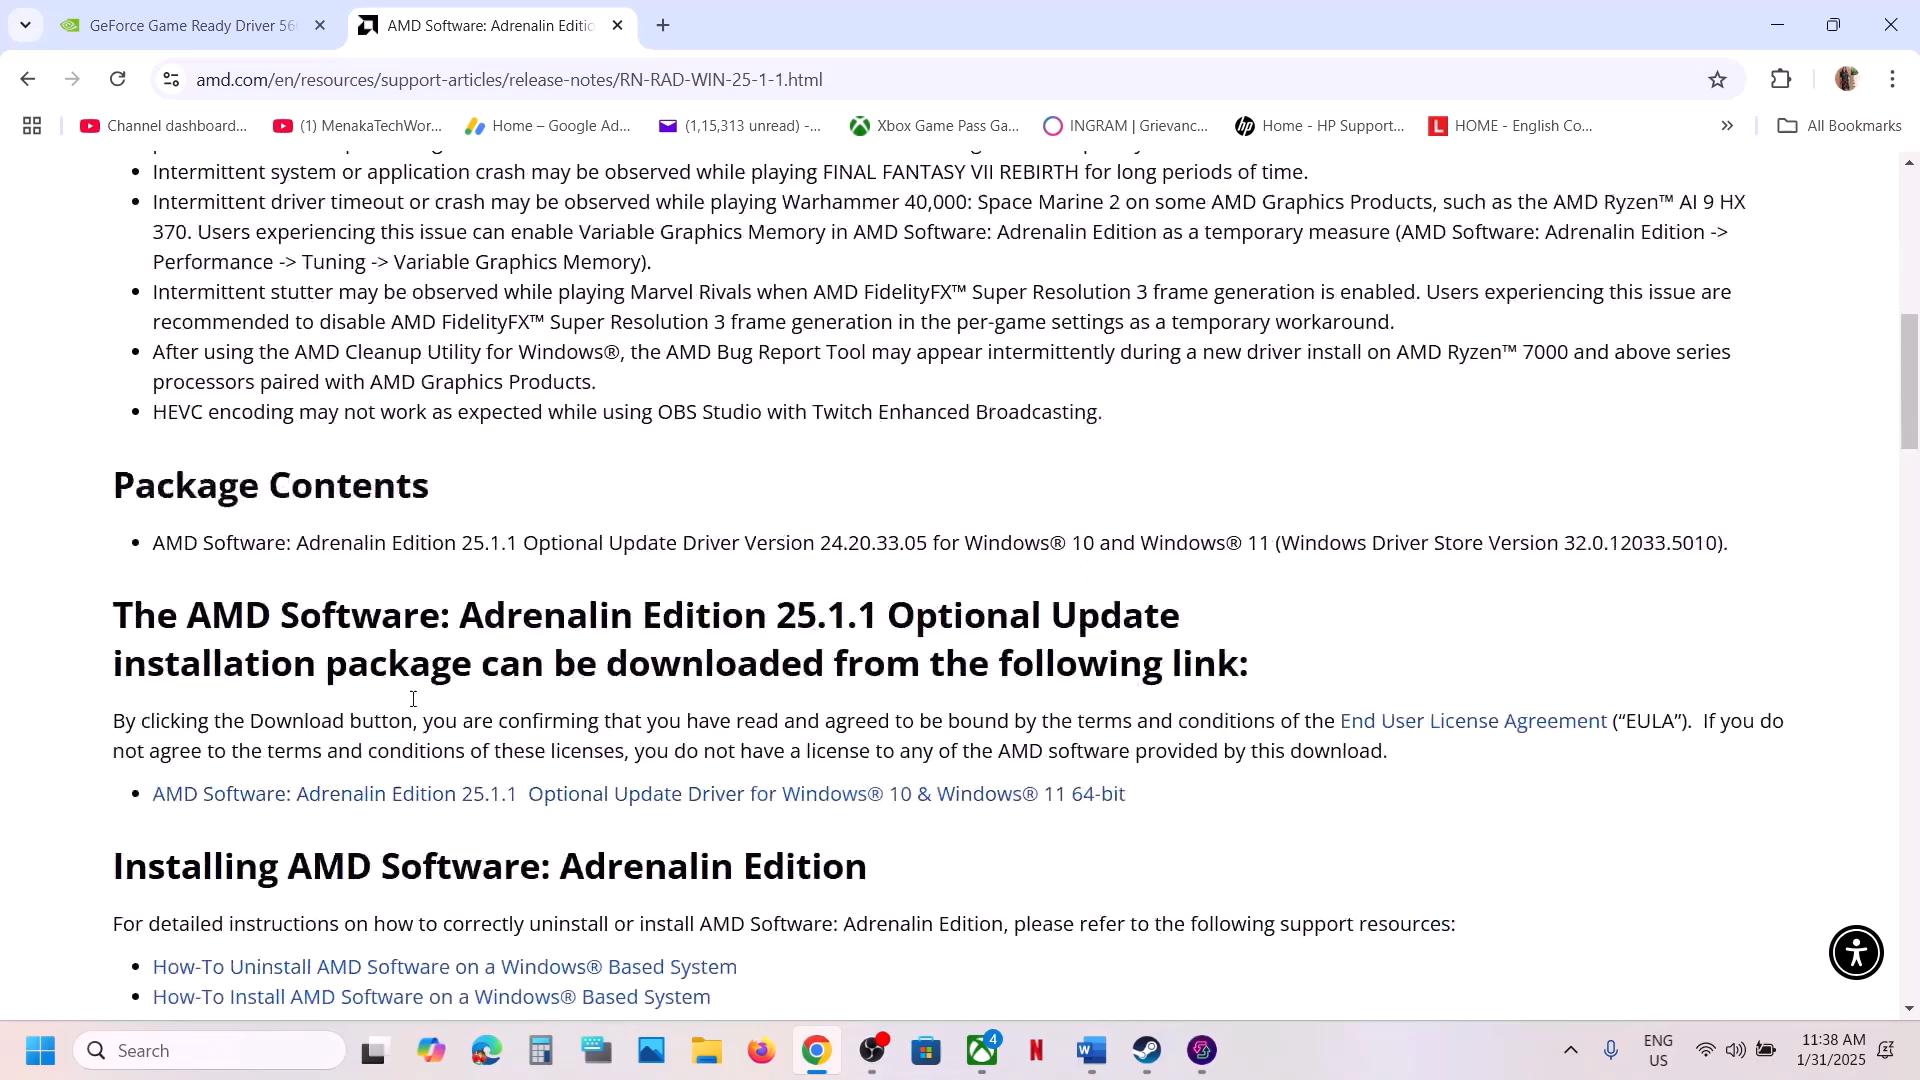 GeForce Game Ready Driver 56
AMD Software: Adrenalin Editio
amd.com/en/resources/support-articles/release-notes/RN-RAD-WIN-25-1-1.html
Channel dashboard...
(1) MenakaTechWor...
Home – Google Ad...
(1,15,313 unread) -...
Xbox Game Pass Ga...
INGRAM | Grievanc...
Home - HP Support...
HOME - English Co...
All Bookmarks
• Intermittent system or application crash may be observed while playing FINAL FANTASY VII REBIRTH for long periods of time.
• Intermittent driver timeout or crash may be observed while playing Warhammer 40,000: Space Marine 2 on some AMD Graphics Products, such as the AMD Ryzen™ AI 9 HX
370. Users experiencing this issue can enable Variable Graphics Memory in AMD Software: Adrenalin Edition as a temporary measure (AMD Software: Adrenalin Edition ->
Performance -> Tuning -> Variable Graphics Memory).
• Intermittent stutter may be observed while playing Marvel Rivals when AMD FidelityFX™ Super Resolution 3 frame generation is enabled. Users experiencing this issue are
recommended to disable AMD FidelityFX™ Super Resolution 3 frame generation in the per-game settings as a temporary workaround.
• After using the AMD Cleanup Utility for Windows®, the AMD Bug Report Tool may appear intermittently during a new driver install on AMD Ryzen™ 7000 and above series
processors paired with AMD Graphics Products.
• HEVC encoding may not work as expected while using OBS Studio with Twitch Enhanced Broadcasting.
Package Contents
• AMD Software: Adrenalin Edition 25.1.1 Optional Update Driver Version 24.20.33.05 for Windows® 10 and Windows® 11 (Windows Driver Store Version 32.0.12033.5010).
The AMD Software: Adrenalin Edition 25.1.1 Optional Update
installation package can be downloaded from the following link:
By clicking the Download button, you are confirming that you have read and agreed to be bound by the terms and conditions of the End User License Agreement (“EULA”). If you do
not agree to the terms and conditions of these licenses, you do not have a license to any of the AMD software provided by this download.
• AMD Software: Adrenalin Edition 25.1.1 Optional Update Driver for Windows® 10 & Windows® 11 64-bit
Installing AMD Software: Adrenalin Edition
For detailed instructions on how to correctly uninstall or install AMD Software: Adrenalin Edition, please refer to the following support resources:
• How-To Uninstall AMD Software on a Windows® Based System
• How-To Install AMD Software on a Windows® Based System
Search
4
ENG
US
11:38 AM
1/31/2025